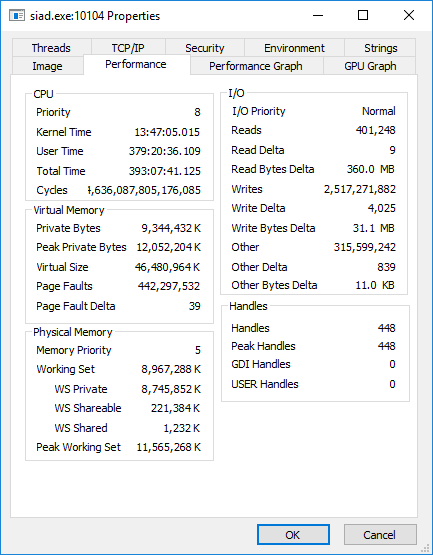 siad.exe:10104 Properties
Threads TCP/IP Security Environment Strings
Image Performance Performance Graph GPU Graph
CPU
Priority 8
Kernel Time 13:47:05.015
User Time 379:20:36.109
Total Time 393:07:41.125
Cycles 4,636,087,805,176,085
Virtual Memory
Private Bytes 9,344,432 K
Peak Private Bytes 12,052,204 K
Virtual Size 46,480,964 K
Page Faults 442,297,532
Page Fault Delta 39
Physical Memory
Memory Priority 5
Working Set 8,967,288 K
WS Private 8,745,852 K
WS Shareable 221,384 K
WS Shared 1,232 K
Peak Working Set 11,565,268 K
I/O
I/O Priority Normal
Reads 401,248
Read Delta 9
Read Bytes Delta 360.0 MB
Writes 2,517,271,882
Write Delta 4,025
Write Bytes Delta 31.1 MB
Other 315,599,242
Other Delta 839
Other Bytes Delta 11.0 KB
Handles
Handles 448
Peak Handles 448
GDI Handles 0
USER Handles 0
OK Cancel